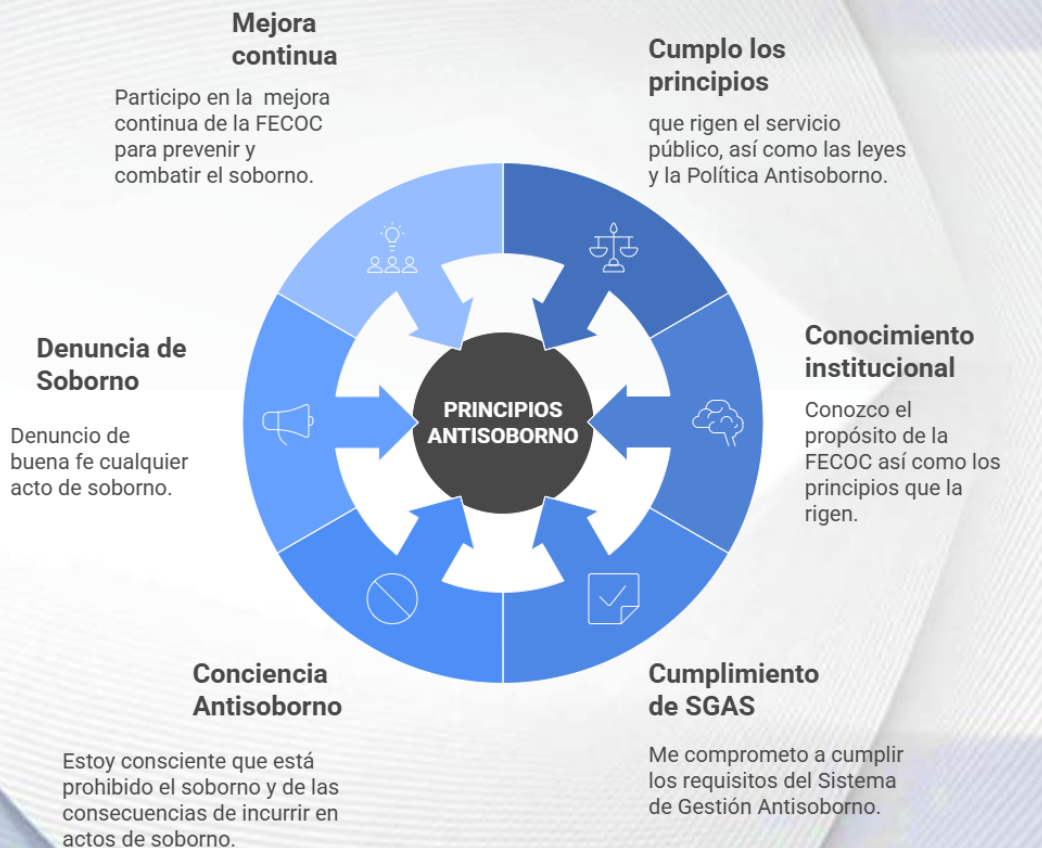 Mejora
continua
Participo en la mejora
continua de la FECOC
para prevenir y
combatir el soborno.
Cumplo los
principios
que rigen el servicio
público, así como las leyes
y la Política Antisoborno.
Denuncia de
Soborno
Denuncio de
buena fe cualquier
acto de soborno.
PRINCIPIOS
ANTISOBORNO
Conocimiento
institucional
Conozco el
propósito de la
FECOC así como los
principios que la
rigen.
Conciencia
Antisoborno
Estoy consciente que está
prohibido el soborno y de las
consecuencias de incurrir en
actos de soborno.
Cumplimiento
de SGAS
Me comprometo a cumplir
los requisitos del Sistema
de Gestión Antisoborno.